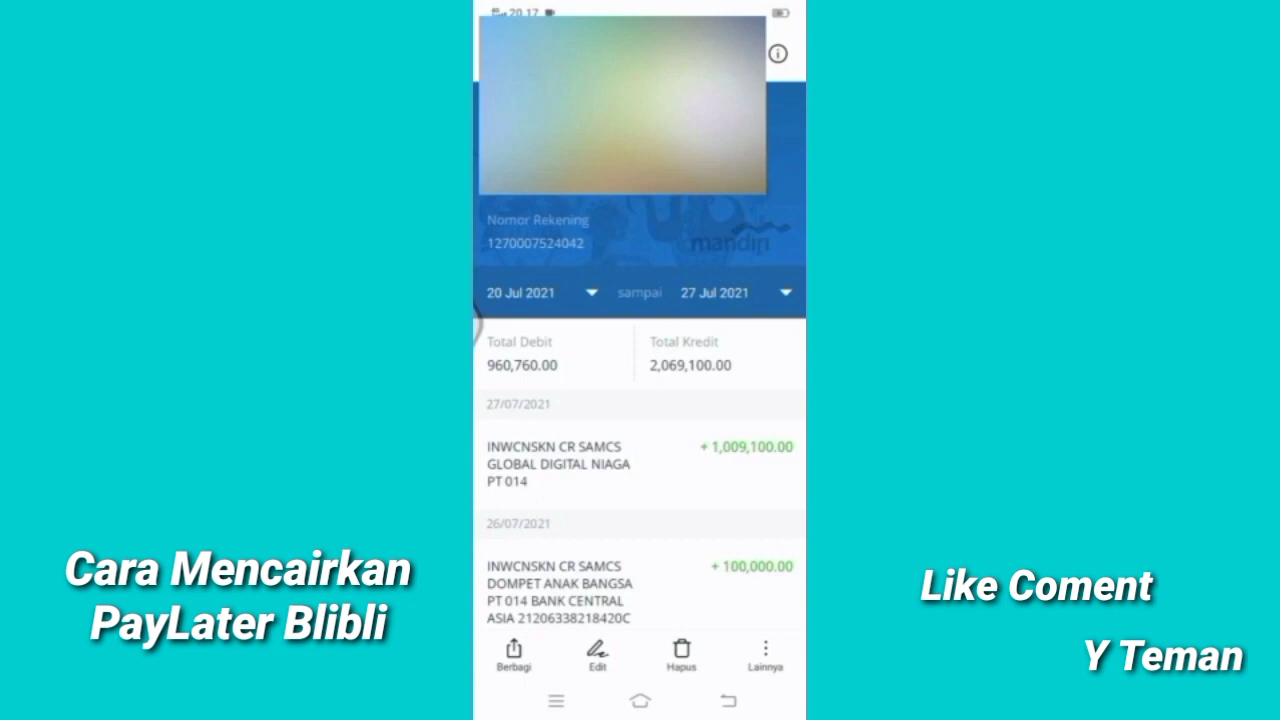 20.17
Nomor Rekening
1270007524042
mandiri
20 Jul 2021 sampai 27 Jul 2021
Total Debit Total Kredit
960,760.00 2,069,100.00
27/07/2021
INWCNSKN CR SAMCS + 1,009,100.00
GLOBAL DIGITAL NIAGA
PT 014
26/07/2021
INWCNSKN CR SAMCS + 100,000.00
DOMPET ANAK BANGSA
PT 014 BANK CENTRAL
ASIA 21206338218420C
Berbagi Edit Hapus Lainnya
Cara Mencairkan
PayLater Blibli
Like Coment
Y Teman